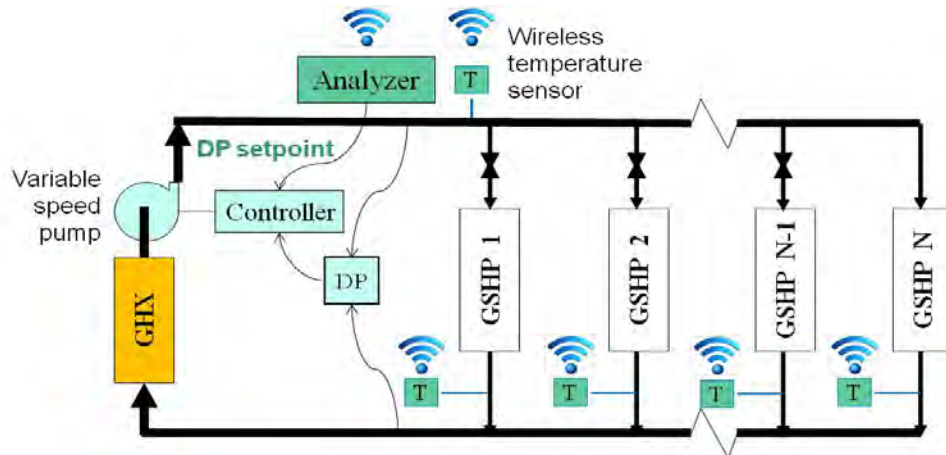 Analyzer
T
Wireless
temperature
sensor
DP setpoint
Variable
speed
pump
Controller
DP
GHX
GSHP 1
GSHP 2
GSHP N-1
GSHP N
T
T
T
T